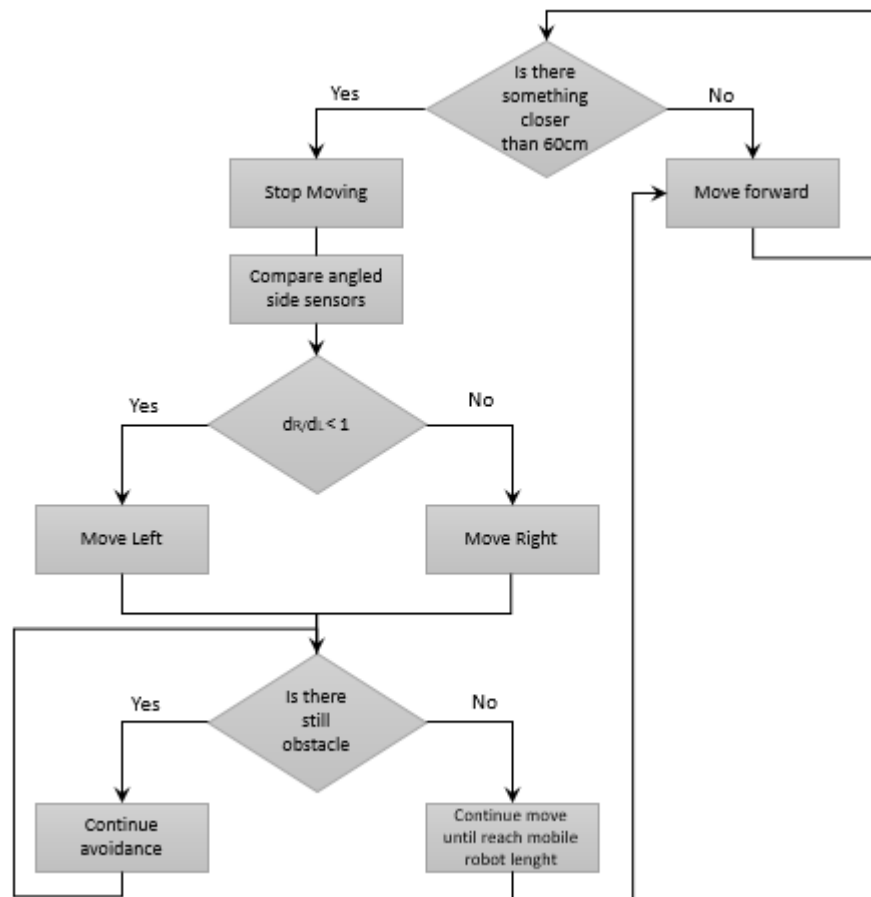 Is there
something
closer
than 60cm
Yes
No
Stop Moving
Move forward
Compare angled
side sensors
dR/dL< 1
Yes
No
Move Left
Move Right
Is there
still
obstacle
Yes
No
Continue
avoidance
Continue move
until reach mobile
robot lenght